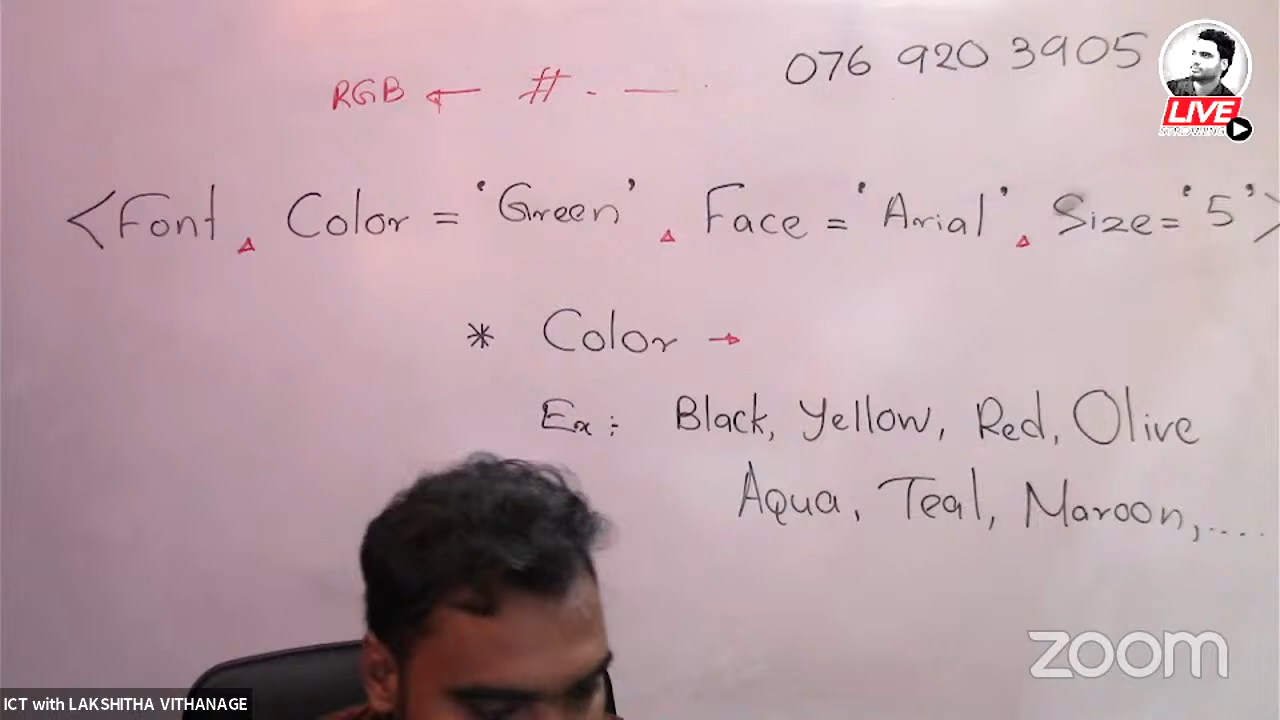 076 920 3905
RGB ← # . —
LIVE
STREAMING
<Font ▵ Color = 'Green' ▵ Face = 'Arial' ▵ Size = '5'>
* Color →
Ex : Black, Yellow, Red, Olive
Aqua, Teal, Maroon,....
zoom
ICT with LAKSHITHA VITHANAGE